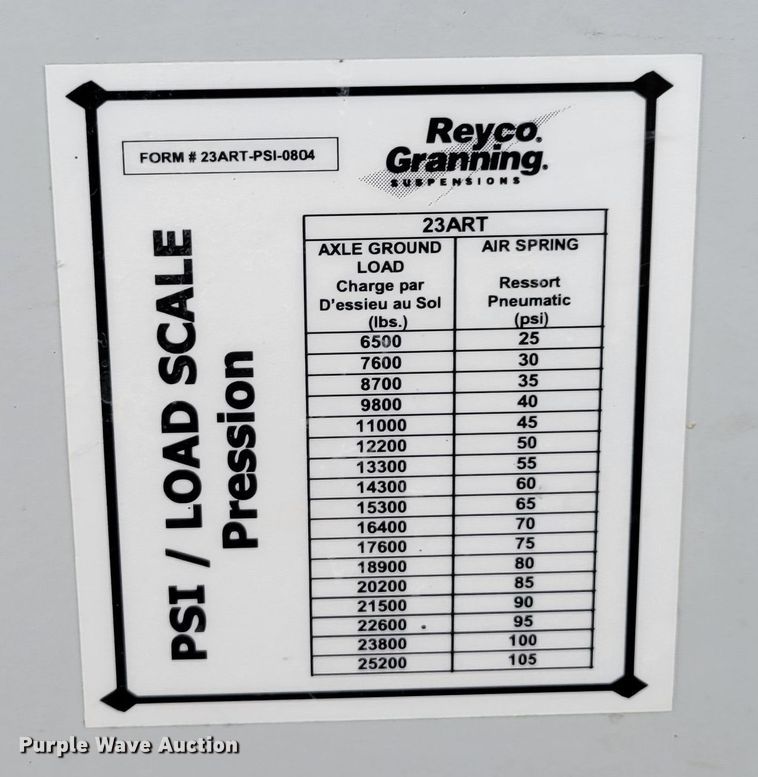 FORM # 23ART-PSI-0804
Reyco.
Granning.
SUSPENSIONS
PSI / LOAD SCALE
Pression
23ART
AXLE GROUND LOAD Charge par D'essieu au Sol (lbs.) AIR SPRING Ressort Pneumatic (psi)
6500 25
7600 30
8700 35
9800 40
11000 45
12200 50
13300 55
14300 60
15300 65
16400 70
17600 75
18900 80
20200 85
21500 90
22600 95
23800 100
25200 105
Purple Wave Auction